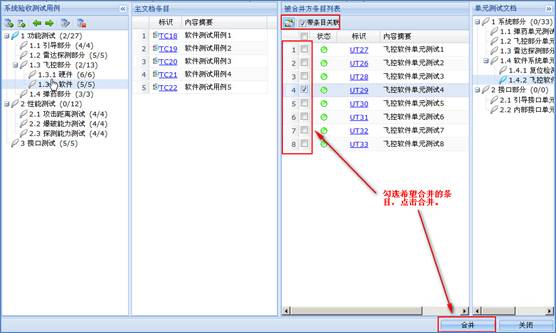 系统验收测试用例
1 功能测试 (2/27)
1.1 引导部分 (4/4)
1.2 雷达探测部分 (5/5)
1.3 飞控部分 (2/13)
1.3.1 硬件 (6/6)
软件 (5/5)
1.4 弹药部分 (3/3)
2 性能测试 (0/12)
2.1 攻击距离测试 (4/4)
2.2 爆破能力测试 (4/4)
2.3 探测能力测试 (4/4)
3 接口测试 (5/5)
主文档条目
标识 内容摘要
1 TC18 软件测试用例1
2 TC19 软件测试用例2
3 TC20 软件测试用例3
4 TC21 软件测试用例4
5 TC22 软件测试用例5
被合并方条目列表
带条目关联
状态 标识 内容摘要
1 UT27 飞控软件单元测试1
2 UT26 飞控软件单元测试2
3 UT28 飞控软件单元测试3
4 UT29 飞控软件单元测试4
5 UT30 飞控软件单元测试5
6 UT31 飞控软件单元测试6
7 UT32 飞控软件单元测试7
8 UT33 飞控软件单元测试8
勾选希望合并的条
目，点击合并。
单元测试文档
1 系统部分 (0/33)
1.1 弹药单元测试
1.2 飞控部分单元
1.3 雷达探测部分
1.4 软件系统单元
1.4.1 复位检测
1.4.2 飞控软件
2 接口部分 (0/0)
2.1 引导接口单元
2.2 内部接口单元
合并 关闭